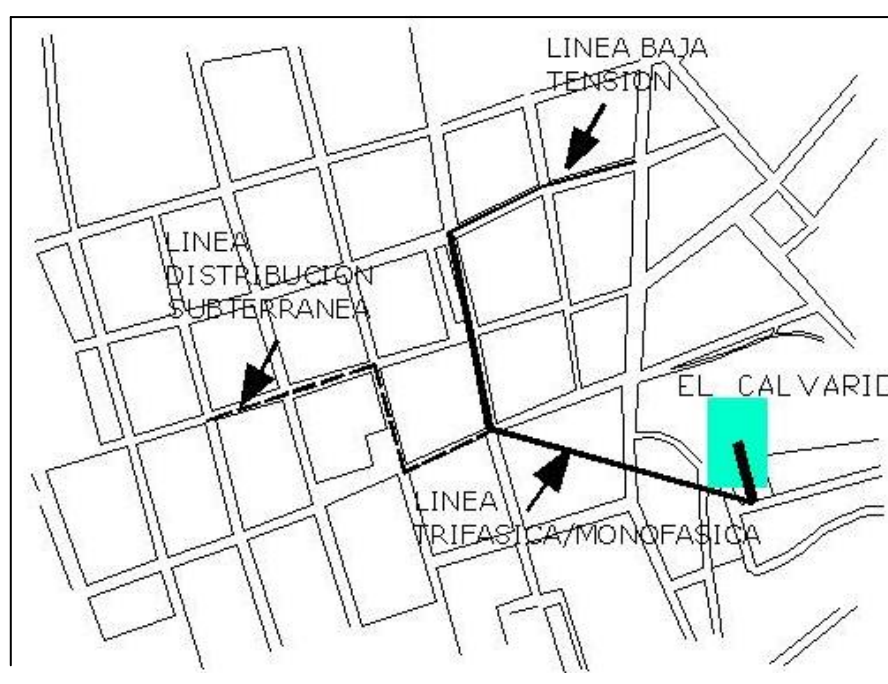 LINEA BAJA
TENSION
LINEA
DISTRIBUCION
SUBTERRANEA
EL CALVARIO
LINEA
TRIFASICA/MONOFASICA